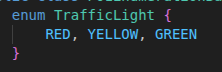 enum TrafficLight {
RED, YELLOW, GREEN
}